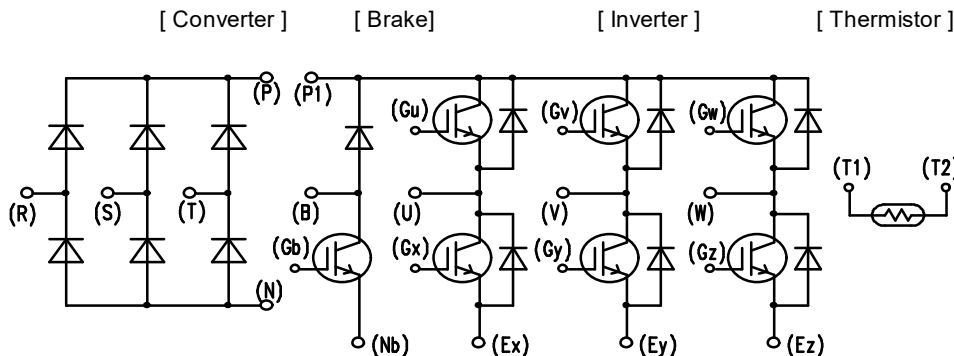 [ Converter ] [ Brake] [ Inverter ] [ Thermistor ]
(P) (P1)
(Gu) (Gv) (Gw)
(T1) (T2)
(R) (S) (T) (B) (U) (V) (W)
(Gb) (Gx) (Gy) (Gz)
(N)
(Nb) (Ex) (Ey) (Ez)